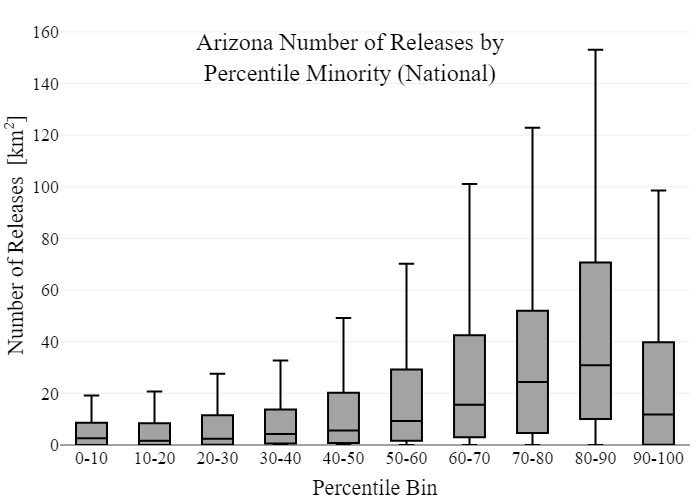 Arizona Number of Releases by
Percentile Minority (National)
Number of Releases [km²]
160
140
120
100
80
60
40
20
0
0-10 10-20 20-30 30-40 40-50 50-60 60-70 70-80 80-90 90-100
Percentile Bin